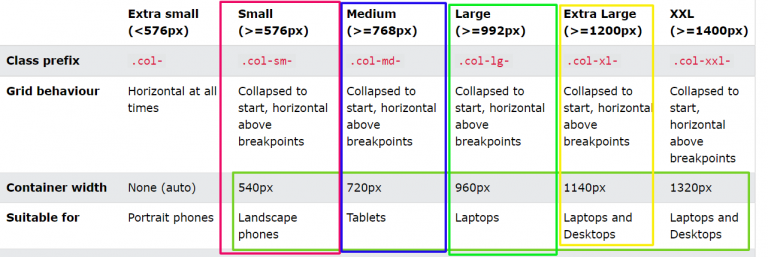 Extra small Small Medium Large Extra Large XXL
(<576px) (>=576px) (>=768px) (>=992px) (>=1200px) (>=1400px)
Class prefix .col- .col-sm- .col-md- .col-lg- .col-xl- .col-xxl-
Grid behaviour Horizontal at all Collapsed to Collapsed to Collapsed to Collapsed to Collapsed to
times start, horizontal start, horizontal start, horizontal start, horizontal start,
above above above above horizontal
breakpoints breakpoints breakpoints breakpoints above
breakpoints
Container width None (auto) 540px 720px 960px 1140px 1320px
Suitable for Portrait phones Landscape Tablets Laptops Laptops and Laptops and
phones Desktops Desktops